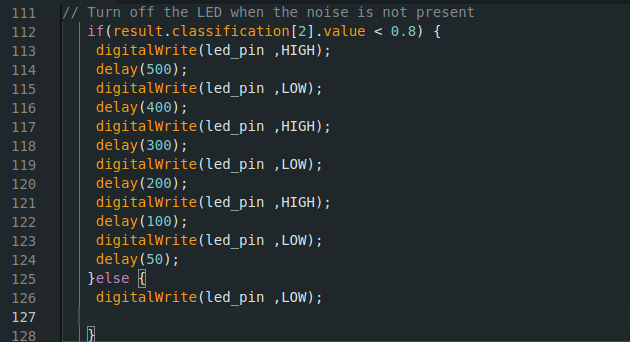 111 // Turn off the LED when the noise is not present
112 if(result.classification[2].value < 0.8) {
113 digitalWrite(led_pin ,HIGH);
114 delay(500);
115 digitalWrite(led_pin ,LOW);
116 delay(400);
117 digitalWrite(led_pin ,HIGH);
118 delay(300);
119 digitalWrite(led_pin ,LOW);
120 delay(200);
121 digitalWrite(led_pin ,HIGH);
122 delay(100);
123 digitalWrite(led_pin ,LOW);
124 delay(50);
125 }else {
126 digitalWrite(led_pin ,LOW);
127
128 }